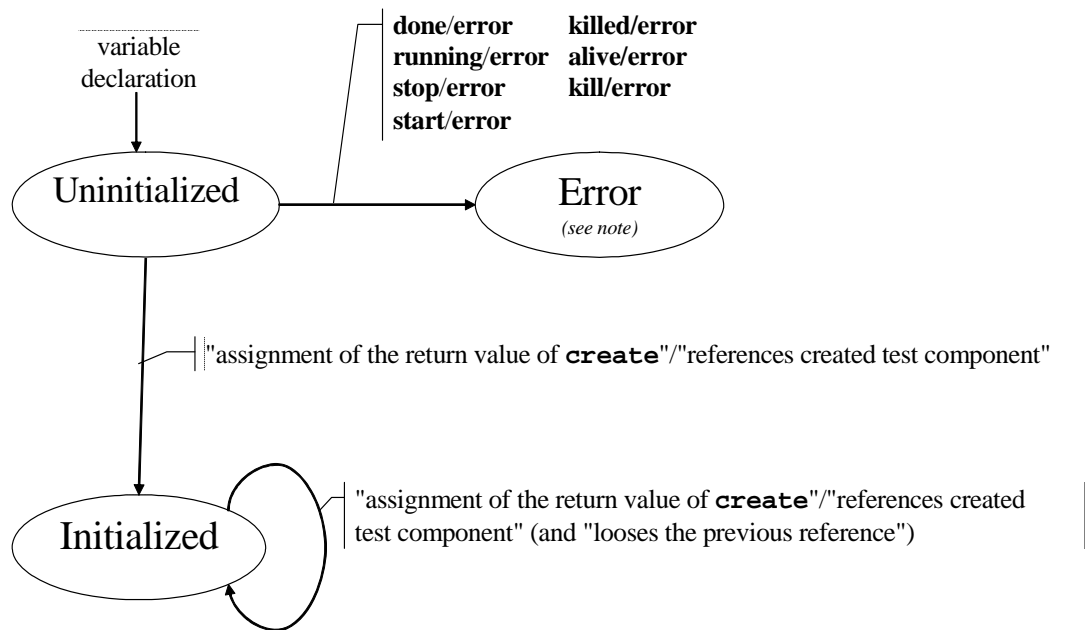 variable
declaration
done/error killed/error
running/error alive/error
stop/error kill/error
start/error
Uninitialized
Error
(see note)
"assignment of the return value of create"/"references created test component"
Initialized
"assignment of the return value of create"/"references created
test component" (and "looses the previous reference")